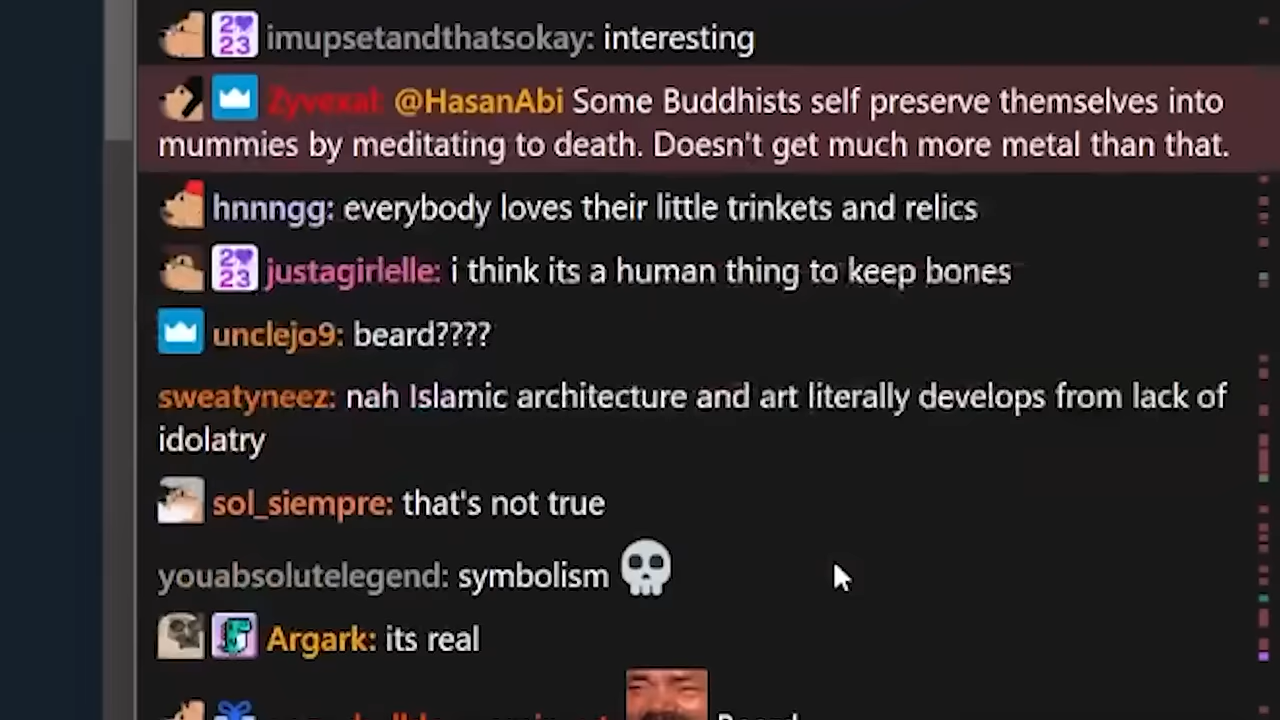 imupsetandthatsokay: interesting
Zyvexal: @HasanAbi Some Buddhists self preserve themselves into
mummies by meditating to death. Doesn't get much more metal than that.
hnnngg: everybody loves their little trinkets and relics
justagirlelle: i think its a human thing to keep bones
unclejo9: beard????
sweatyneez: nah Islamic architecture and art literally develops from lack of
idolatry
sol_siempre: that's not true
youabsolutelegend: symbolism
Argark: its real